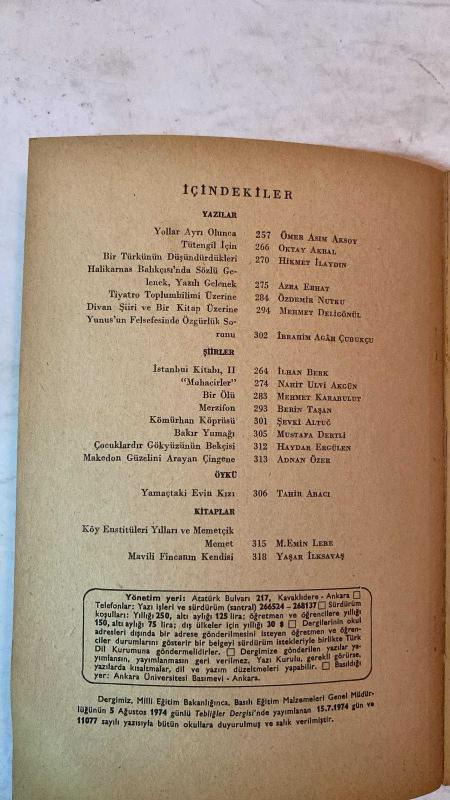 İÇİNDEKİLER
YAZILAR
Yollar Ayrı Olunca 257 ÖMER ASIM AKSOY
Tütengil İçin 266 OKTAY AKBAL
Bir Türkünün Düşündürdükleri 270 HİKMET İLAYDIN
Halikarnas Balıkçısı'nda Sözlü Ge-
lenek, Yazılı Gelenek 275 AZRA ERHAT
Tiyatro Toplumbilimi Üzerine 284 ÖZDEMİR NUTKU
Divan Şiiri ve Bir Kitap Üzerine 294 MEHMET DELİGÖNÜL
Yunus'un Felsefesinde Özgürlük So-
runu 302 İBRAHİM AGÂH ÇUBUKÇU
ŞİİRLER
İstanbul Kitabı, II 264 İLHAN BERK
"Muhacirler" 274 NAHİT ULVİ AKGÜN
Bir Ölü 283 MEHMET KARABULUT
Merzifon 293 BERİN TAŞAN
Kömürhan Köprüsü 301 ŞEVKİ ALTUĞ
Bakır Yumağı 305 MUSTAFA DERTLİ
Çocuklardır Gökyüzünün Bekçisi 312 HAYDAR ERGÜLEN
Makedon Güzelini Arayan Çingene 313 ADNAN ÖZER
ÖYKÜ
Yamaçtaki Evin Kızı 306 TAHİR ABACI
KİTAPLAR
Köy Enstitüleri Yılları ve Memetçik
Memet 315 M.EMİN LEBE
Mavili Fincanın Kendisi 318 YAŞAR İLKSAVAŞ
Yönetim yeri: Atatürk Bulvarı 217, Kavaklıdere - Ankara □
Telefonlar: Yazı işleri ve sürdürüm (santral) 266524 - 268137 □ Sürdürüm
koşulları: Yıllığı 250, altı aylığı 125 lira; öğretmen ve öğrencilere yıllığı
150, altı aylığı 75 lira; dış ülkeler için yıllığı 30 $ □ Dergilerinin okul
adresleri dışında bir adrese gönderilmesini isteyen öğretmen ve öğren-
ciler durumlarını gösterir bir belgeyi sürdürüm istekleriyle birlikte Türk
Dil Kurumuna göndermelidirler. □ Dergimize gönderilen yazılar ya-
yımlansın, yayımlanmasın geri verilmez. Yazı Kurulu, gerekli görürse,
yazılarda kısaltmalar, dil ve yazım düzeltmeleri yapabilir. □ Basıldığı
yer: Ankara Üniversitesi Basımevi - Ankara.
Dergimiz, Milli Eğitim Bakanlığınca, Basılı Eğitim Malzemeleri Genel Müdür-
lüğünün 5 Ağustos 1974 günlü Tebliğler Dergisi'nde yayımlanan 15.7.1974 gün ve
11077 sayılı yazısıyla bütün okullara duyurulmuş ve salık verilmiştir.